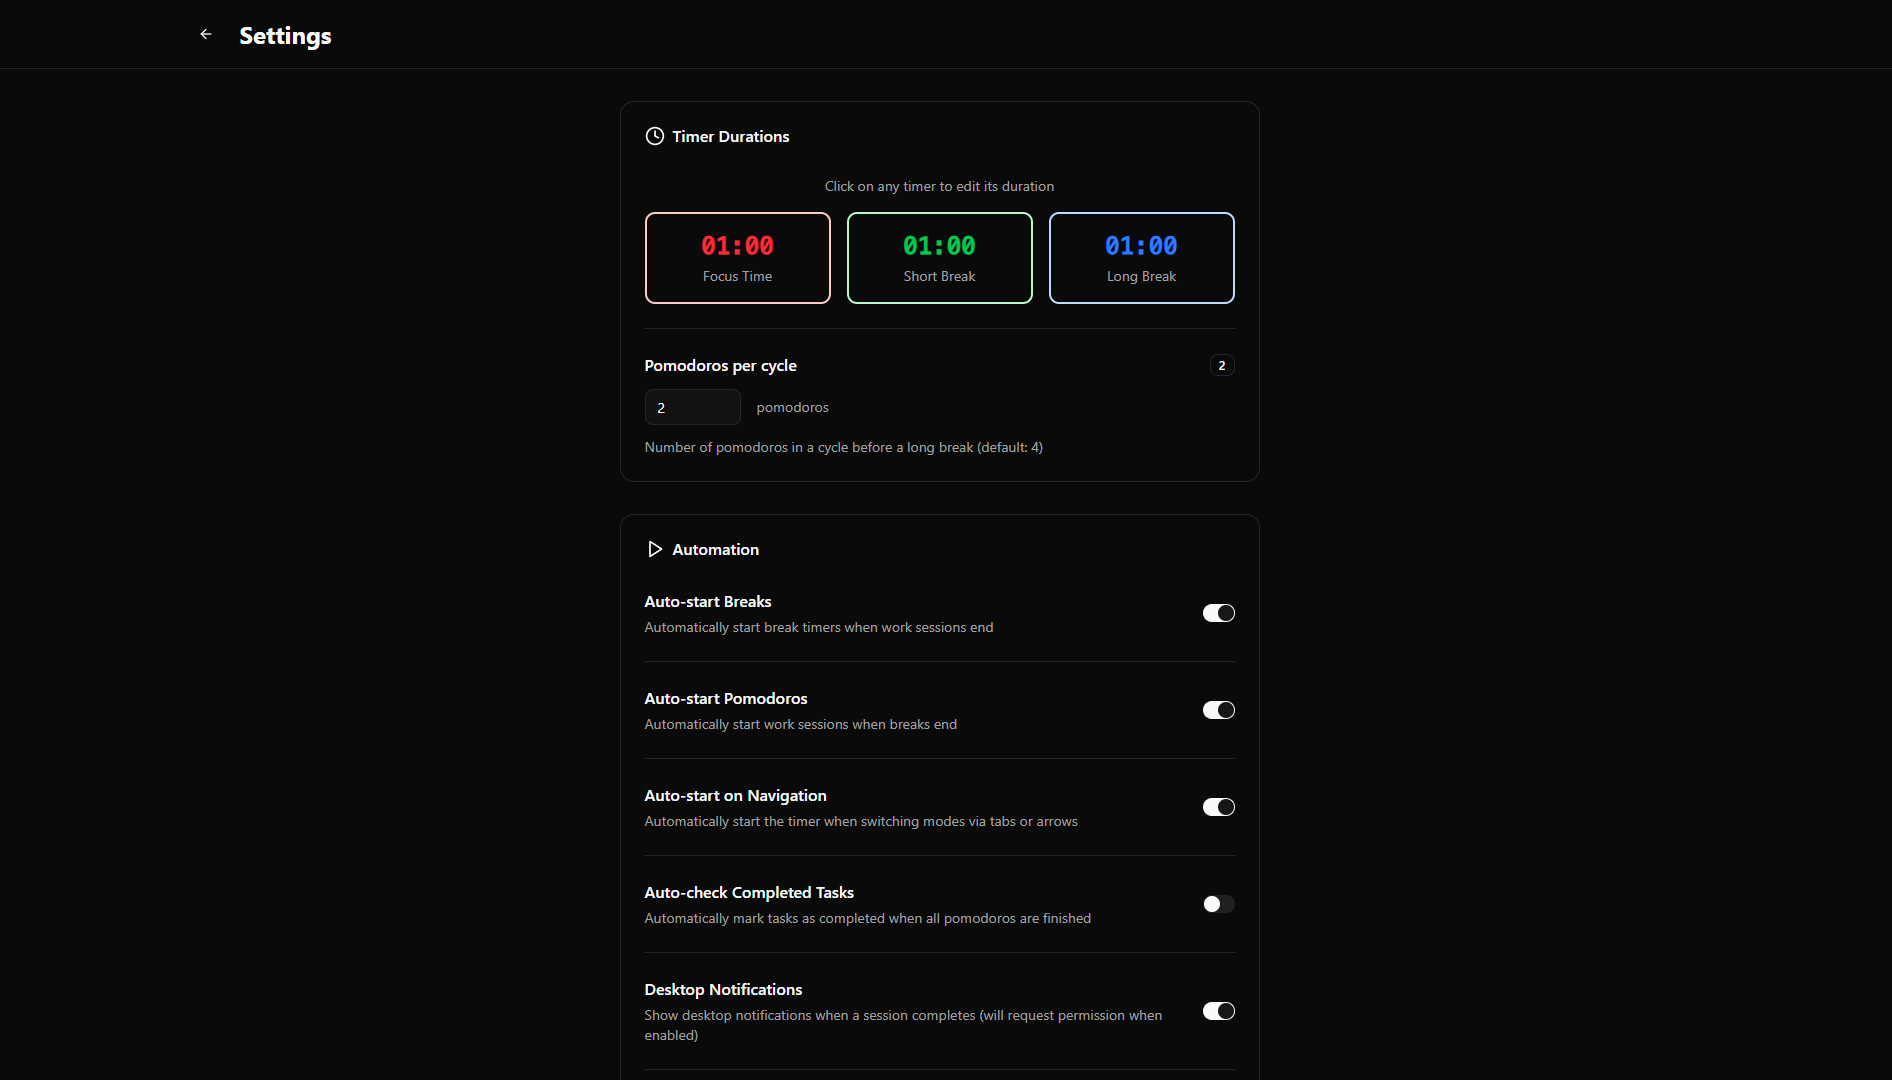 Settings
Timer Durations
Click on any timer to edit its duration
01:00
Focus Time
01:00
Short Break
01:00
Long Break
Pomodoros per cycle
2
2
pomodoros
Number of pomodoros in a cycle before a long break (default: 4)
Automation
Auto-start Breaks
Automatically start break timers when work sessions end
Auto-start Pomodoros
Automatically start work sessions when breaks end
Auto-start on Navigation
Automatically start the timer when switching modes via tabs or arrows
Auto-check Completed Tasks
Automatically mark tasks as completed when all pomodoros are finished
Desktop Notifications
Show desktop notifications when a session completes (will request permission when
enabled)